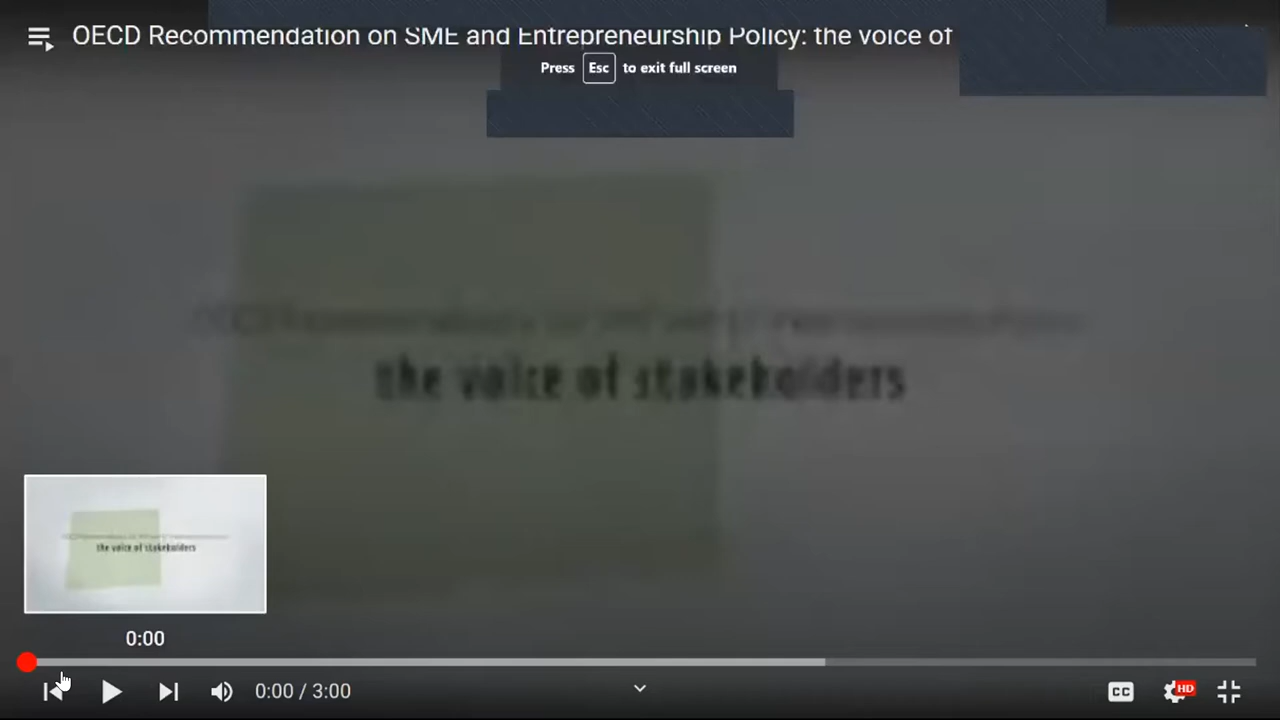 OECD Recommendation on SME and Entrepreneurship Policy: the voice of
Press Esc to exit full screen
the voice of stakeholders
the voice of stakeholders
0:00
0:00 / 3:00
CC
HD